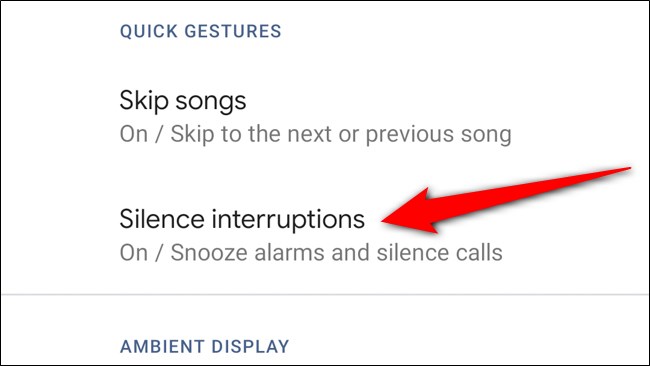 QUICK GESTURES
Skip songs
On / Skip to the next or previous song
Silence interruptions
On / Snooze alarms and silence calls
AMBIENT DISPLAY